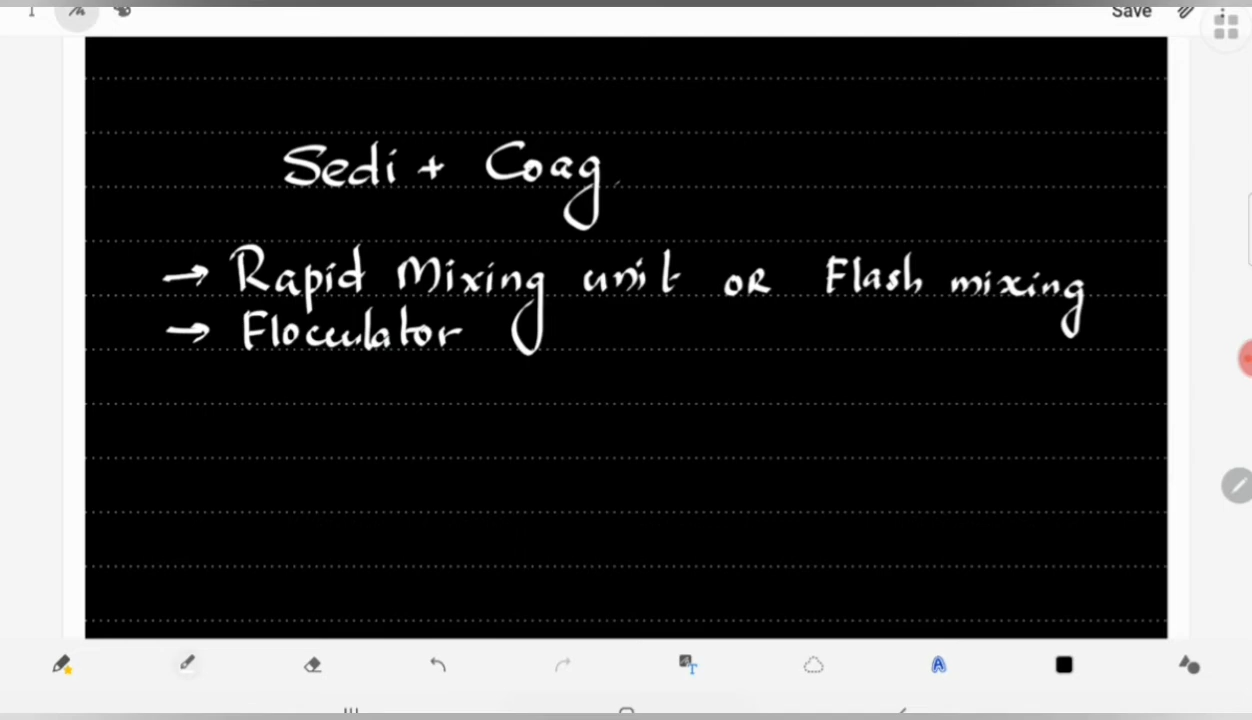 Save
Sedi + Coag
→ Rapid Mixing unit OR Flash mixing
→ Flocculator